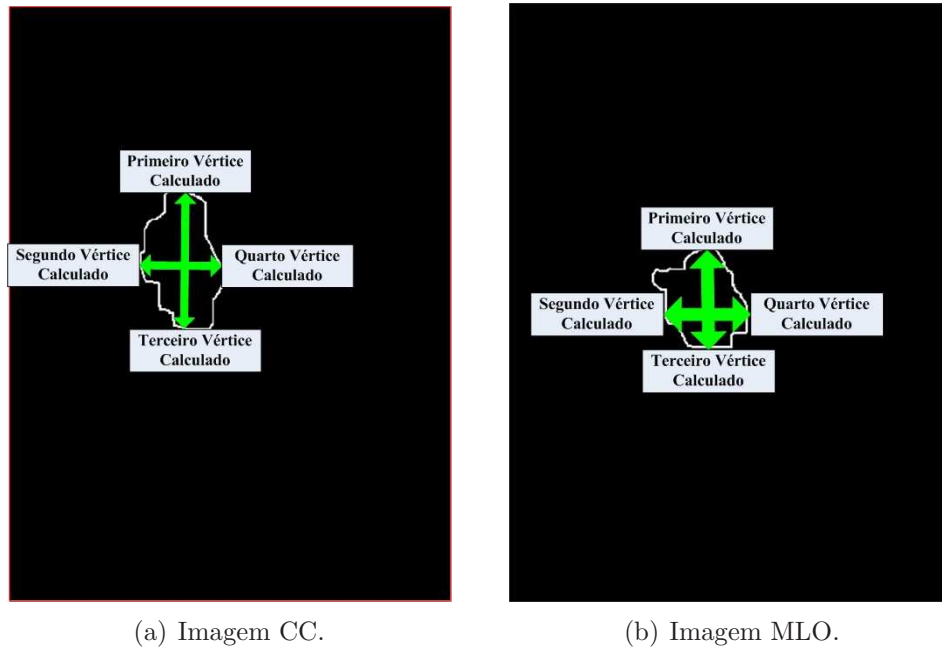 Primeiro Vértice
Calculado
Segundo Vértice
Calculado
Quarto Vértice
Calculado
Terceiro Vértice
Calculado
(a) Imagem CC.
Primeiro Vértice
Calculado
Segundo Vértice
Calculado
Quarto Vértice
Calculado
Terceiro Vértice
Calculado
(b) Imagem MLO.